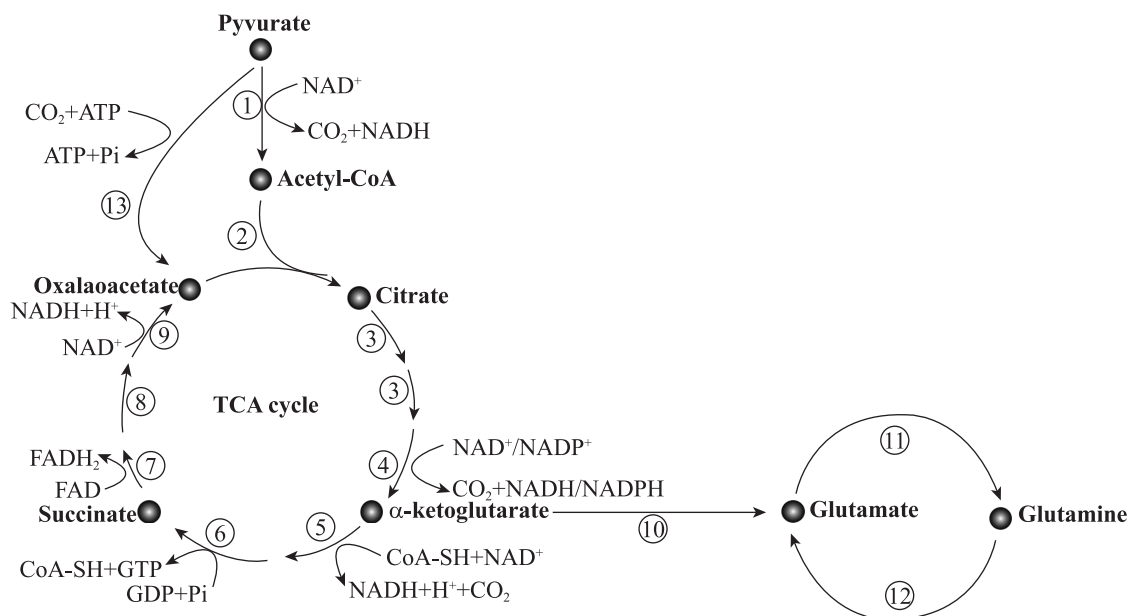 Pyvurate
NAD⁺
①
CO₂+ATP
CO₂+NADH
ATP+Pi
Acetyl-CoA
⑬
②
Oxalaoacetate
Citrate
NADH+H⁺
⑨
③
NAD⁺
③
⑧
TCA cycle
⑪
NAD⁺/NADP⁺
FADH₂
⑦
④
FAD
CO₂+NADH/NADPH
Succinate
α-ketoglutarate
Glutamate
Glutamine
⑥
⑤
⑩
CoA-SH+GTP
CoA-SH+NAD⁺
GDP+Pi
NADH+H⁺+CO₂
⑫